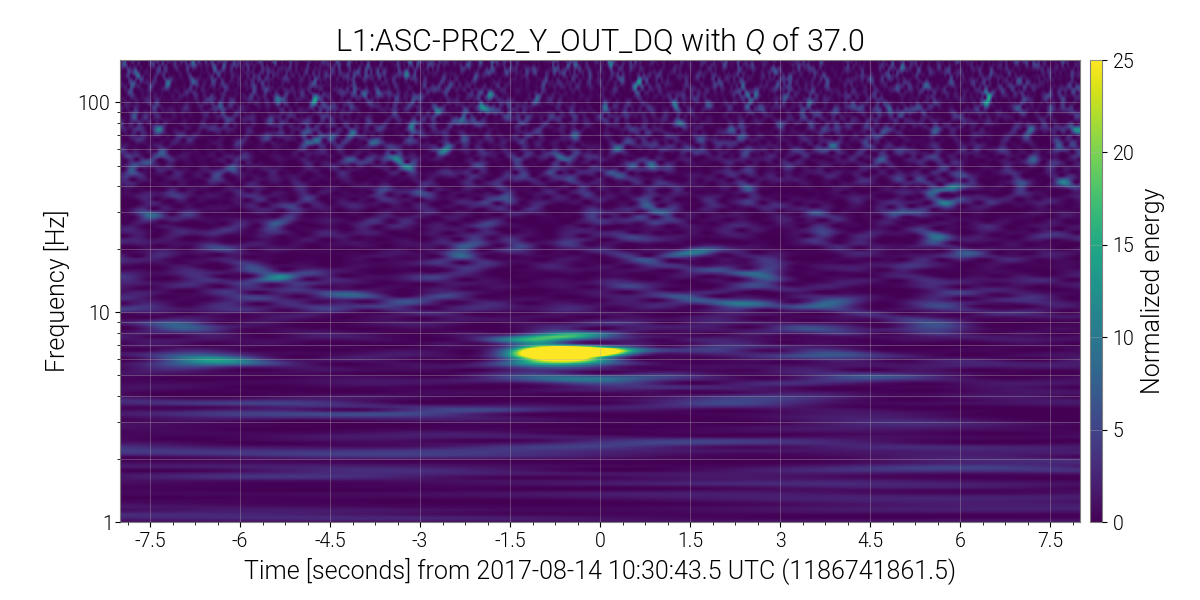 L1:ASC-PRC2_Y_OUT_DQ with Q of 37.0
Frequency [Hz]
100
10
1
-7.5 -6 -4.5 -3 -1.5 0 1.5 3 4.5 6 7.5
Time [seconds] from 2017-08-14 10:30:43.5 UTC (1186741861.5)
25
20
15
10
5
0
Normalized energy